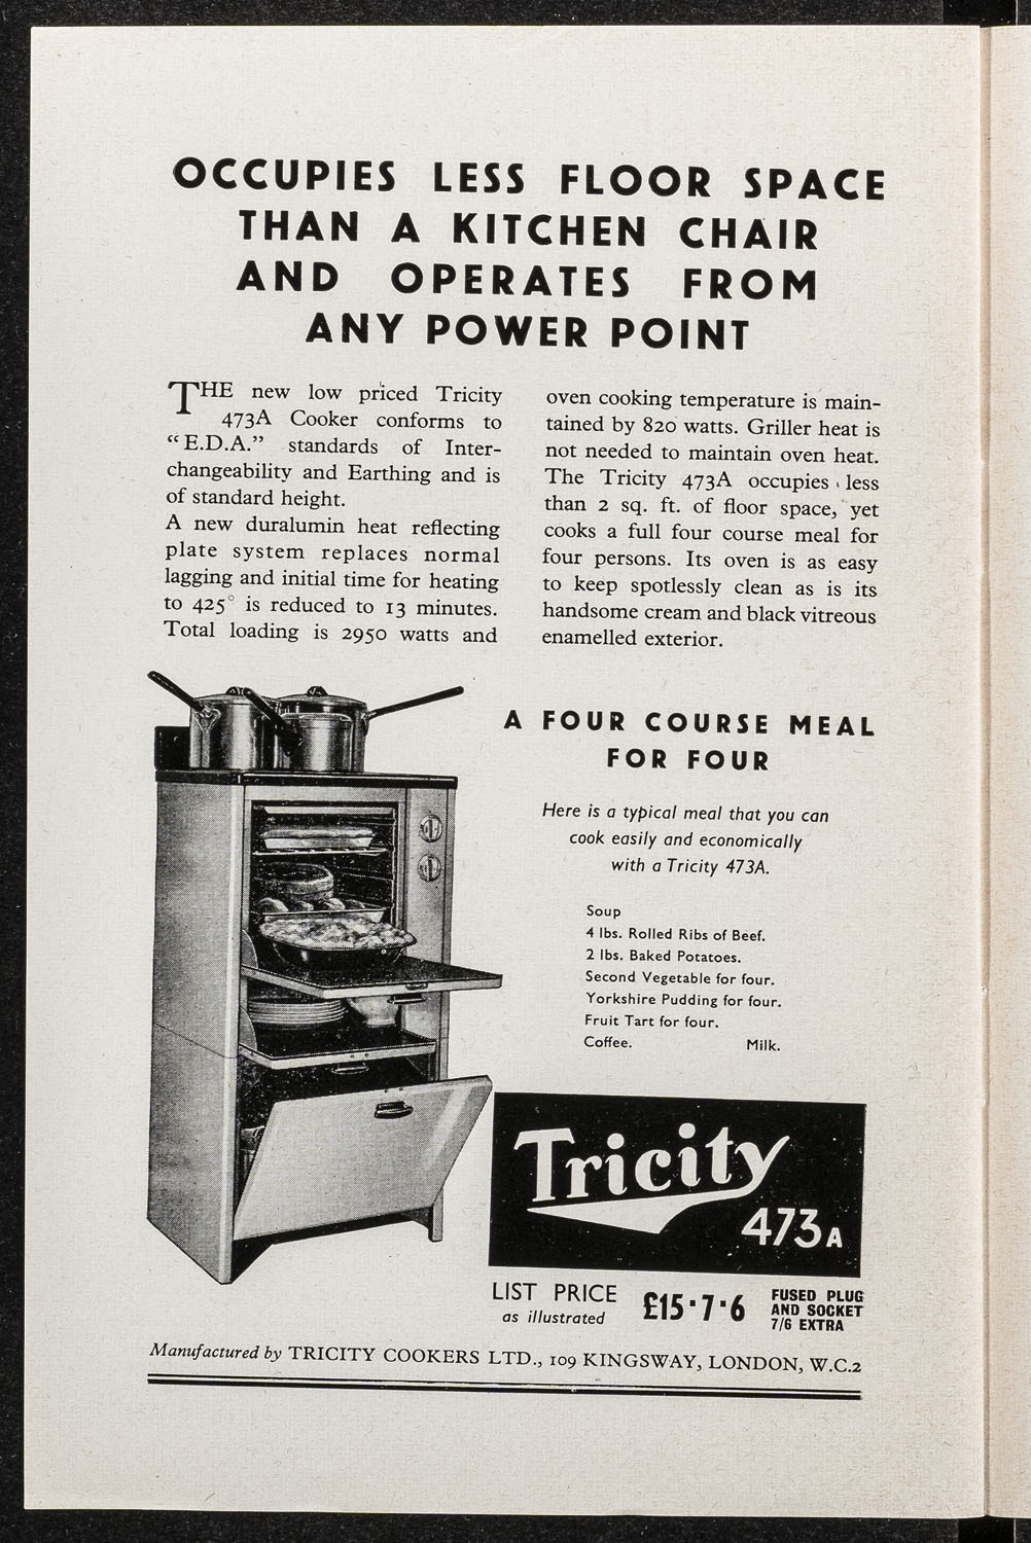 OCCUPIES LESS FLOOR SPACE
THAN A KITCHEN CHAIR
AND OPERATES FROM
ANY POWER POINT
THE new low priced Tricity
473A Cooker conforms to
“E.D.A.” standards of Inter-
changeability and Earthing and is
of standard height.
A new duralumin heat reflecting
plate system replaces normal
lagging and initial time for heating
to 425° is reduced to 13 minutes.
Total loading is 2950 watts and
oven cooking temperature is main-
tained by 820 watts. Griller heat is
not needed to maintain oven heat.
The Tricity 473A occupies less
than 2 sq. ft. of floor space, yet
cooks a full four course meal for
four persons. Its oven is as easy
to keep spotlessly clean as is its
handsome cream and black vitreous
enamelled exterior.
A FOUR COURSE MEAL
FOR FOUR
Here is a typical meal that you can
cook easily and economically
with a Tricity 473A.
Soup
4 lbs. Rolled Ribs of Beef.
2 lbs. Baked Potatoes.
Second Vegetable for four.
Yorkshire Pudding for four.
Fruit Tart for four.
Coffee. Milk.
Tricity
473A
LIST PRICE
as illustrated
£15·7·6
FUSED PLUG
AND SOCKET
7/6 EXTRA
Manufactured by TRICITY COOKERS LTD., 109 KINGSWAY, LONDON, W.C.2